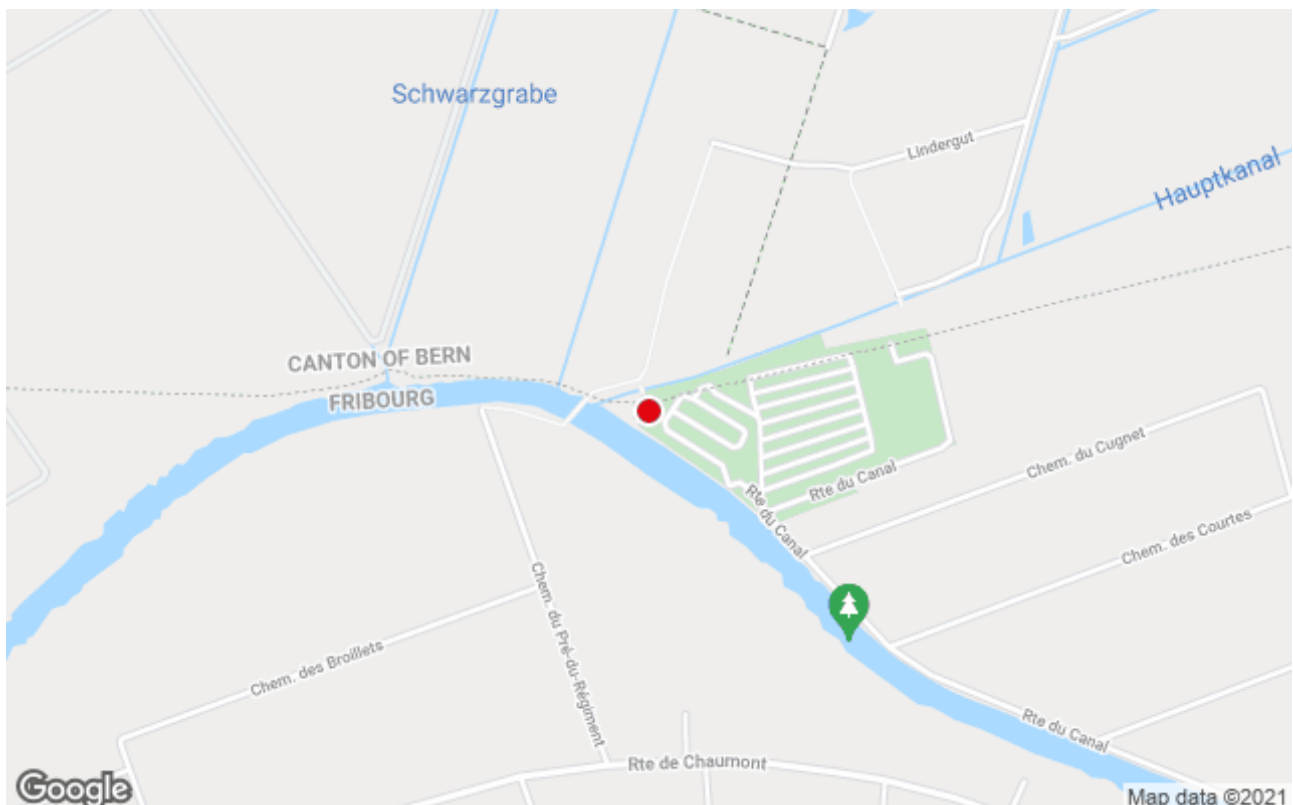 Schwarzgrabe
Lindergut
Hauptkanal
CANTON OF BERN
FRIBOURG
Chem. du Cugnet
Rte du Canal
Rte du Canal
Chem. des Courtes
Chem. du Pré-du-Régiment
Chem. des Broillets
Rte du Canal
Rte de Chaumont
Google
Map data ©2021